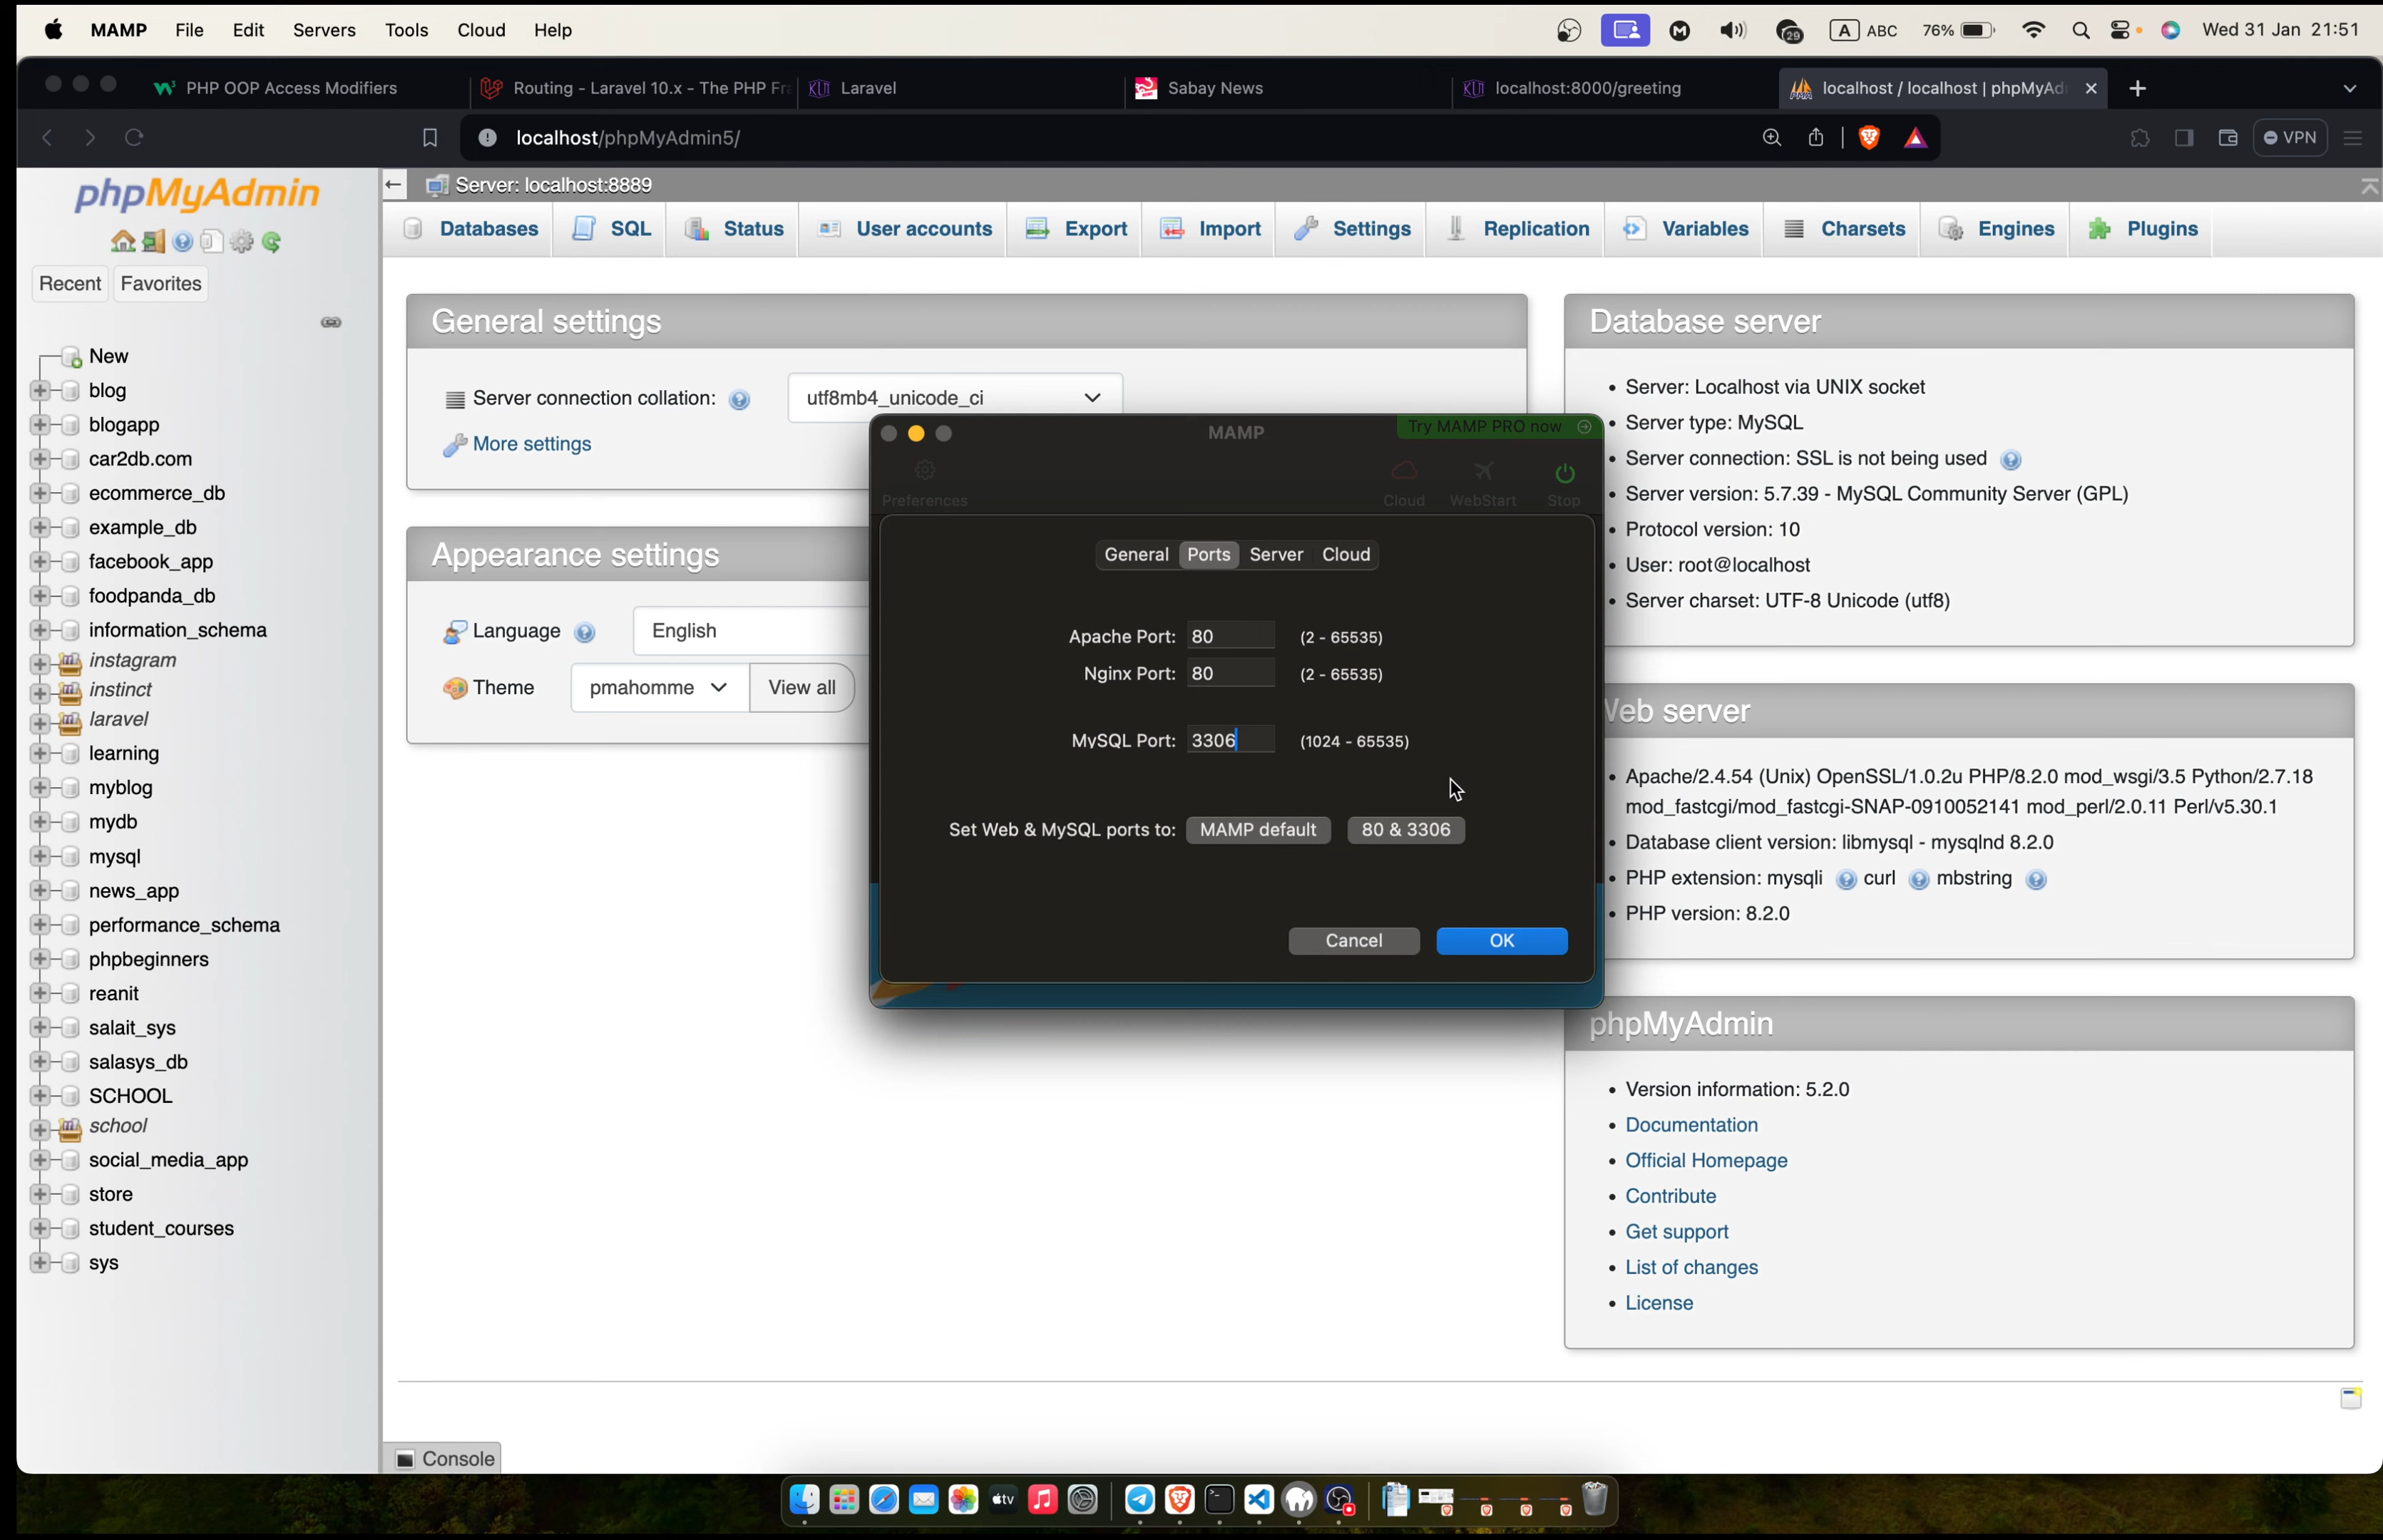 MAMP File Edit Servers Tools Cloud Help
29 A ABC 76% Wed 31 Jan 21:51
PHP OOP Access Modifiers
Routing - Laravel 10.x - The PHP Fra
Laravel
Sabay News
localhost:8000/greeting
localhost / localhost | phpMyAd
localhost/phpMyAdmin5/
VPN
phpMyAdmin
Recent Favorites
New
blog
blogapp
car2db.com
ecommerce_db
example_db
facebook_app
foodpanda_db
information_schema
instagram
instinct
laravel
learning
myblog
mydb
mysql
news_app
performance_schema
phpbeginners
reanit
salait_sys
salasys_db
SCHOOL
school
social_media_app
store
student_courses
sys
Server: localhost:8889
Databases SQL Status User accounts Export Import Settings Replication Variables Charsets Engines Plugins
General settings
Server connection collation: utf8mb4_unicode_ci
More settings
Appearance settings
Language English
Theme pmahomme View all
MAMP
Try MAMP PRO now
Preferences Cloud WebStart Stop
General Ports Server Cloud
Apache Port: 80 (2 - 65535)
Nginx Port: 80 (2 - 65535)
MySQL Port: 3306 (1024 - 65535)
Set Web & MySQL ports to: MAMP default 80 & 3306
Cancel OK
Database server
Server: Localhost via UNIX socket
Server type: MySQL
Server connection: SSL is not being used
Server version: 5.7.39 - MySQL Community Server (GPL)
Protocol version: 10
User: root@localhost
Server charset: UTF-8 Unicode (utf8)
Web server
Apache/2.4.54 (Unix) OpenSSL/1.0.2u PHP/8.2.0 mod_wsgi/3.5 Python/2.7.18
mod_fastcgi/mod_fastcgi-SNAP-0910052141 mod_perl/2.0.11 Perl/v5.30.1
Database client version: libmysql - mysqlnd 8.2.0
PHP extension: mysqli curl mbstring
PHP version: 8.2.0
phpMyAdmin
Version information: 5.2.0
Documentation
Official Homepage
Contribute
Get support
List of changes
License
Console
tv